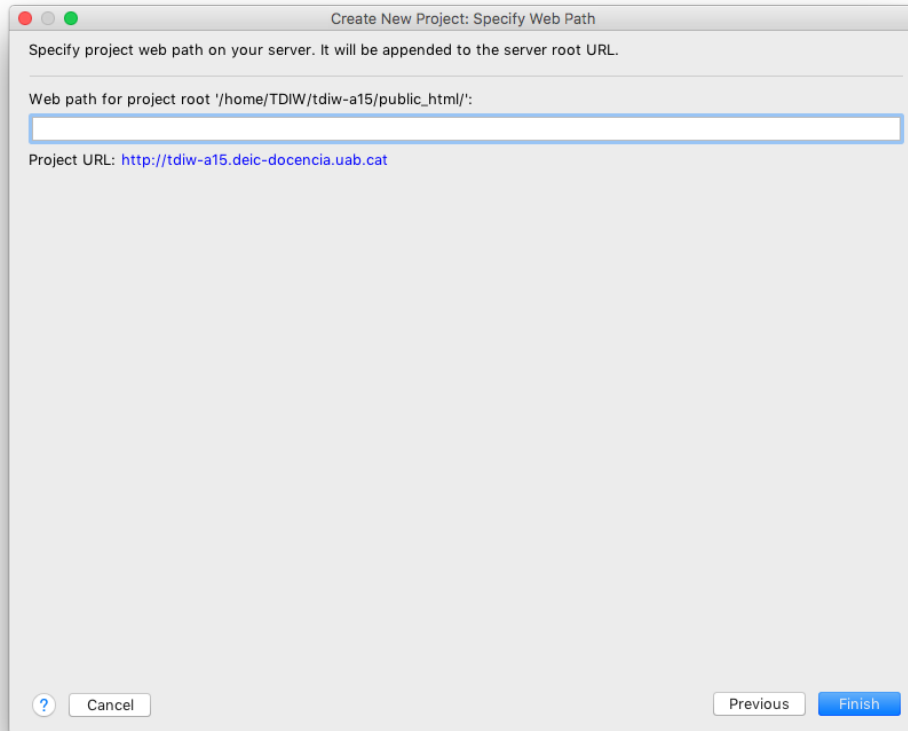 Create New Project: Specify Web Path
Specify project web path on your server. It will be appended to the server root URL.
Web path for project root '/home/TDIW/tdiw-a15/public_html/':
Project URL: http://tdiw-a15.deic-docencia.uab.cat
? Cancel Previous Finish